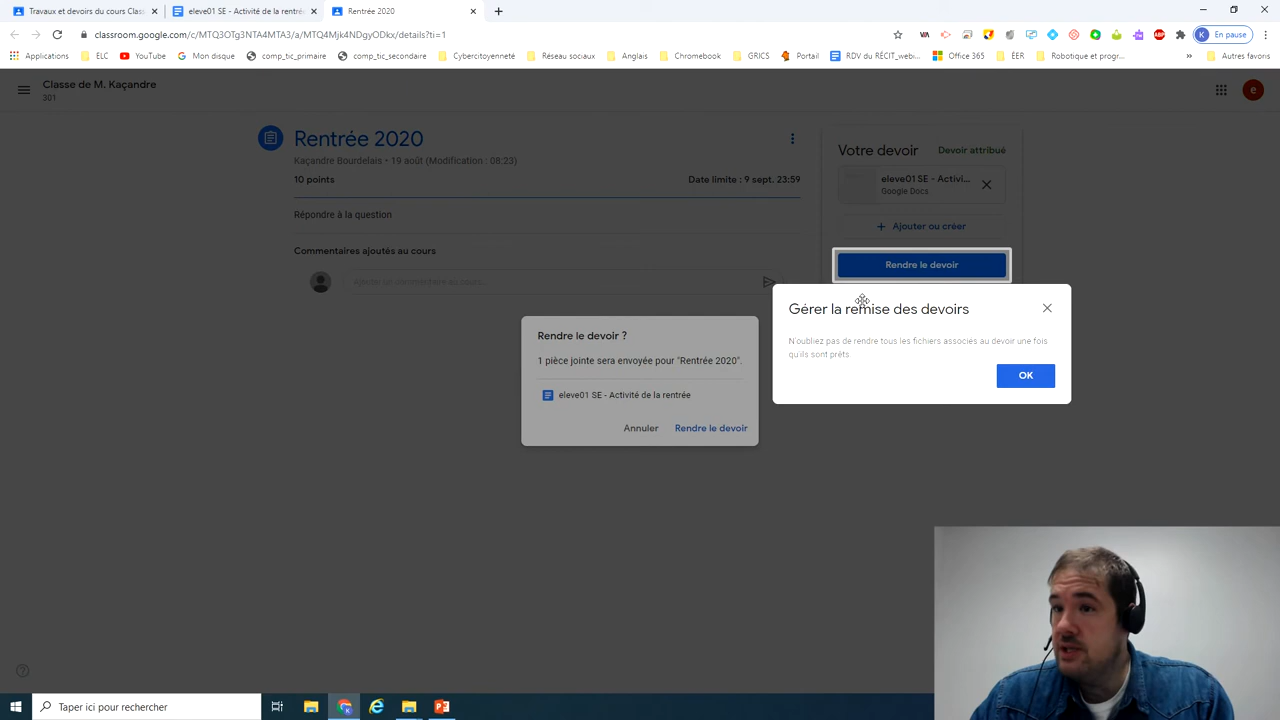 Travaux et devoirs du cours Clas
eleve01 SE - Activité de la rentré
Rentrée 2020
classroom.google.com/c/MTQ3OTg3NTA4MTA3/a/MTQ4Mjk4NDgyODkx/details?ti=1
K En pause
Applications ELC YouTube Mon disque comp_tic_primaire comp_tic_secondaire Cybercitoyenneté Réseau sociaux Anglais Chromebook GRICS Portail RDV du RÉCIT_webi... Office 365 ÉER Robotique et progr... » Autres favoris
Classe de M. Kaçandre
301
e
Rentrée 2020
Kaçandre Bourdelais • 19 août (Modification : 08:23)
10 points
Date limite : 9 sept. 23:59
Répondre à la question
Commentaires ajoutés au cours
Ajouter un commentaire au cours...
Votre devoir
Devoir attribué
eleve01 SE - Activi...
Google Docs
+ Ajouter ou créer
Rendre le devoir
Gérer la remise des devoirs
N'oubliez pas de rendre tous les fichiers associés au devoir une fois
qu'ils sont prêts.
OK
Rendre le devoir ?
1 pièce jointe sera envoyée pour "Rentrée 2020".
eleve01 SE - Activité de la rentrée
Annuler
Rendre le devoir
Taper ici pour rechercher